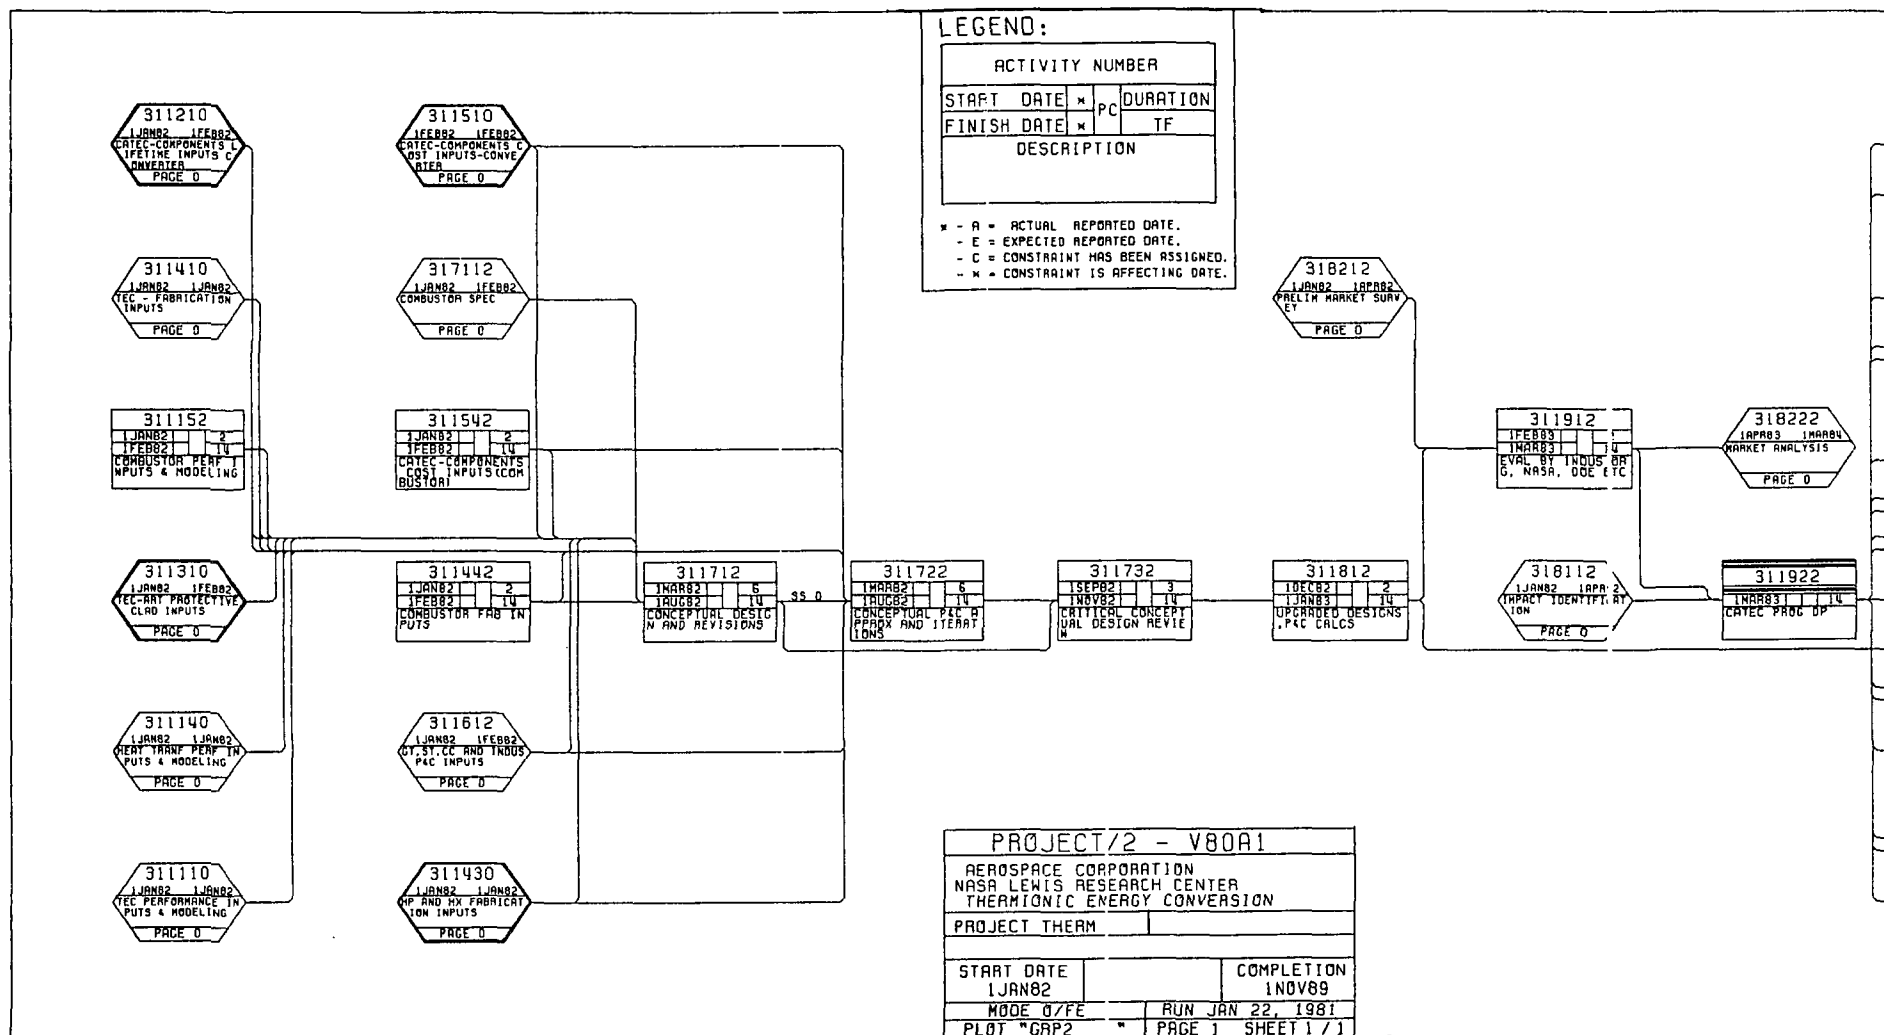 LEGEND:
ACTIVITY NUMBER
START DATE * PC DURATION
FINISH DATE * TF
DESCRIPTION
* - A = ACTUAL REPORTED DATE.
- E = EXPECTED REPORTED DATE.
- C = CONSTRAINT HAS BEEN ASSIGNED.
- * = CONSTRAINT IS AFFECTING DATE.
311210
1JAN82 1FEB82
CATEC-COMPONENTS L
IFETIME INPUTS C
ONVERTER
PAGE 0
311510
1FEB82 1FEB82
CATEC-COMPONENTS C
OST INPUTS-CONVE
RTER
PAGE 0
311410
1JAN82 1JAN82
TEC - FABRICATION
INPUTS
PAGE 0
317112
1JAN82 1FEB82
COMBUSTOR SPEC
PAGE 0
318212
1JAN82 1APR82
PRELIM MARKET SURV
EY
PAGE 0
311152
1JAN82 2
1FEB82 14
COMBUSTOR PERF I
NPUTS & MODELING
311542
1JAN82 2
1FEB82 14
CATEC-COMPONENTS
COST INPUTS(COM
BUSTOR)
311912
1FEB83
1MAR83 14
EVAL BY INDUS OR
G, NASA, DOE ETC
318222
1APR83 1MAR84
MARKET ANALYSIS
PAGE 0
311310
1JAN82 1FEB82
TEC-ART PROTECTIVE
CLAD INPUTS
PAGE 0
311442
1JAN82 2
1FEB82 14
COMBUSTOR FAB IN
PUTS
311712
1MAR82 6
1AUG82 14
CONCEPTUAL DESIG
N AND REVISIONS
SS 0
311722
1MAR82 6
1AUG82 14
CONCEPTUAL P&C A
PPROX AND ITERAT
IONS
311732
1SEP82 3
1NOV82 14
CRITICAL CONCEPT
UAL DESIGN REVIE
W
311812
1DEC82 2
1JAN83 14
UPGRADED DESIGNS
,P&C CALCS
318112
1JAN82 1APR 2
IMPACT IDENTIFICAT
ION
PAGE 0
311922
1MAR83 14
CATEC PROG DP
311140
1JAN82 1JAN82
HEAT TRANF PERF IN
PUTS & MODELING
PAGE 0
311612
1JAN82 1FEB82
GT,ST,CC AND INDUS
P&C INPUTS
PAGE 0
311110
1JAN82 1JAN82
TEC PERFORMANCE IN
PUTS & MODELING
PAGE 0
311430
1JAN82 1JAN82
HP AND HX FABRICAT
ION INPUTS
PAGE 0
PROJECT/2 - V80A1
AEROSPACE CORPORATION
NASA LEWIS RESEARCH CENTER
THERMIONIC ENERGY CONVERSION
PROJECT THERM
START DATE COMPLETION
1JAN82 1NOV89
MODE O/FE RUN JAN 22, 1981
PLOT "GRP2 " PAGE 1 SHEET 1 / 1